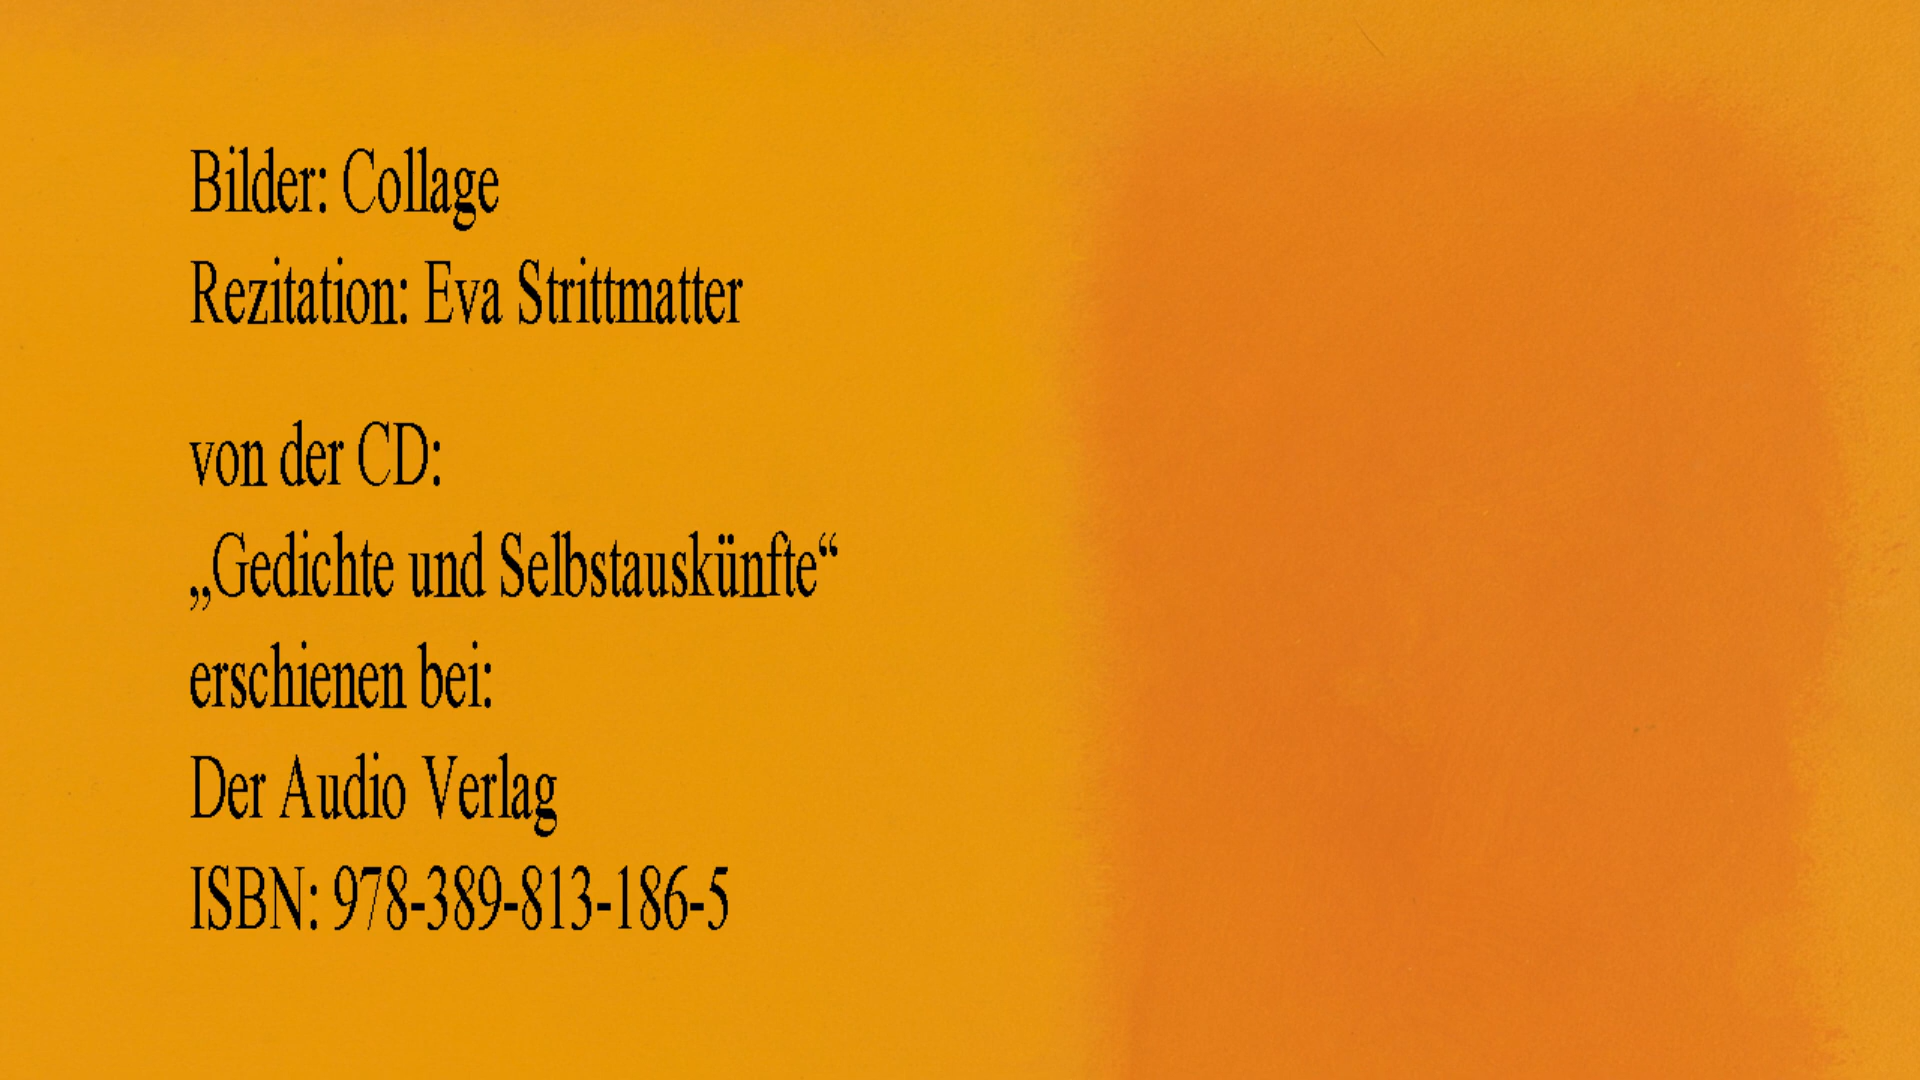 Bilder: Collage
Rezitation: Eva Strittmatter
von der CD:
„Gedichte und Selbstauskünfte“
erschienen bei:
Der Audio Verlag
ISBN: 978-389-813-186-5